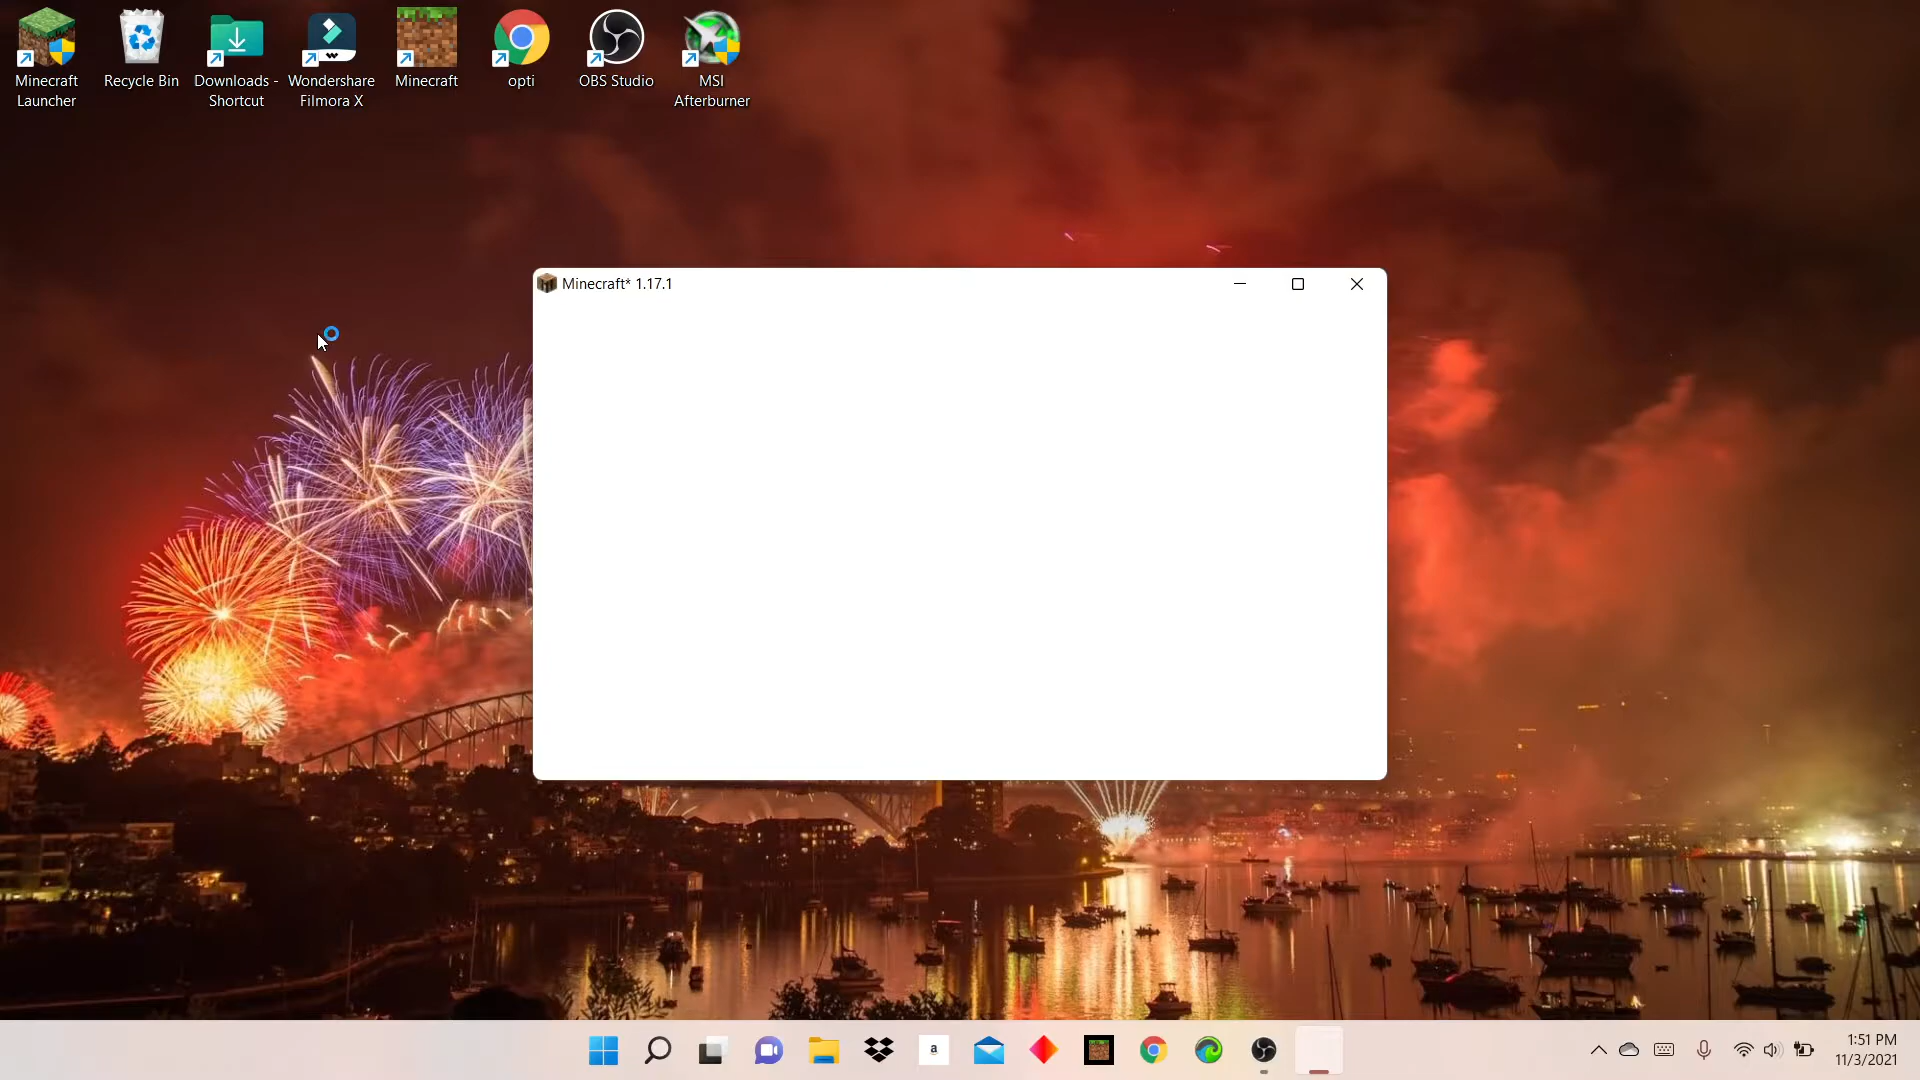 Minecraft
Launcher
Recycle Bin
Downloads -
Shortcut
Wondershare
Filmora X
Minecraft
opti
OBS Studio
MSI
Afterburner
Minecraft* 1.17.1
a
1:51 PM
11/3/2021